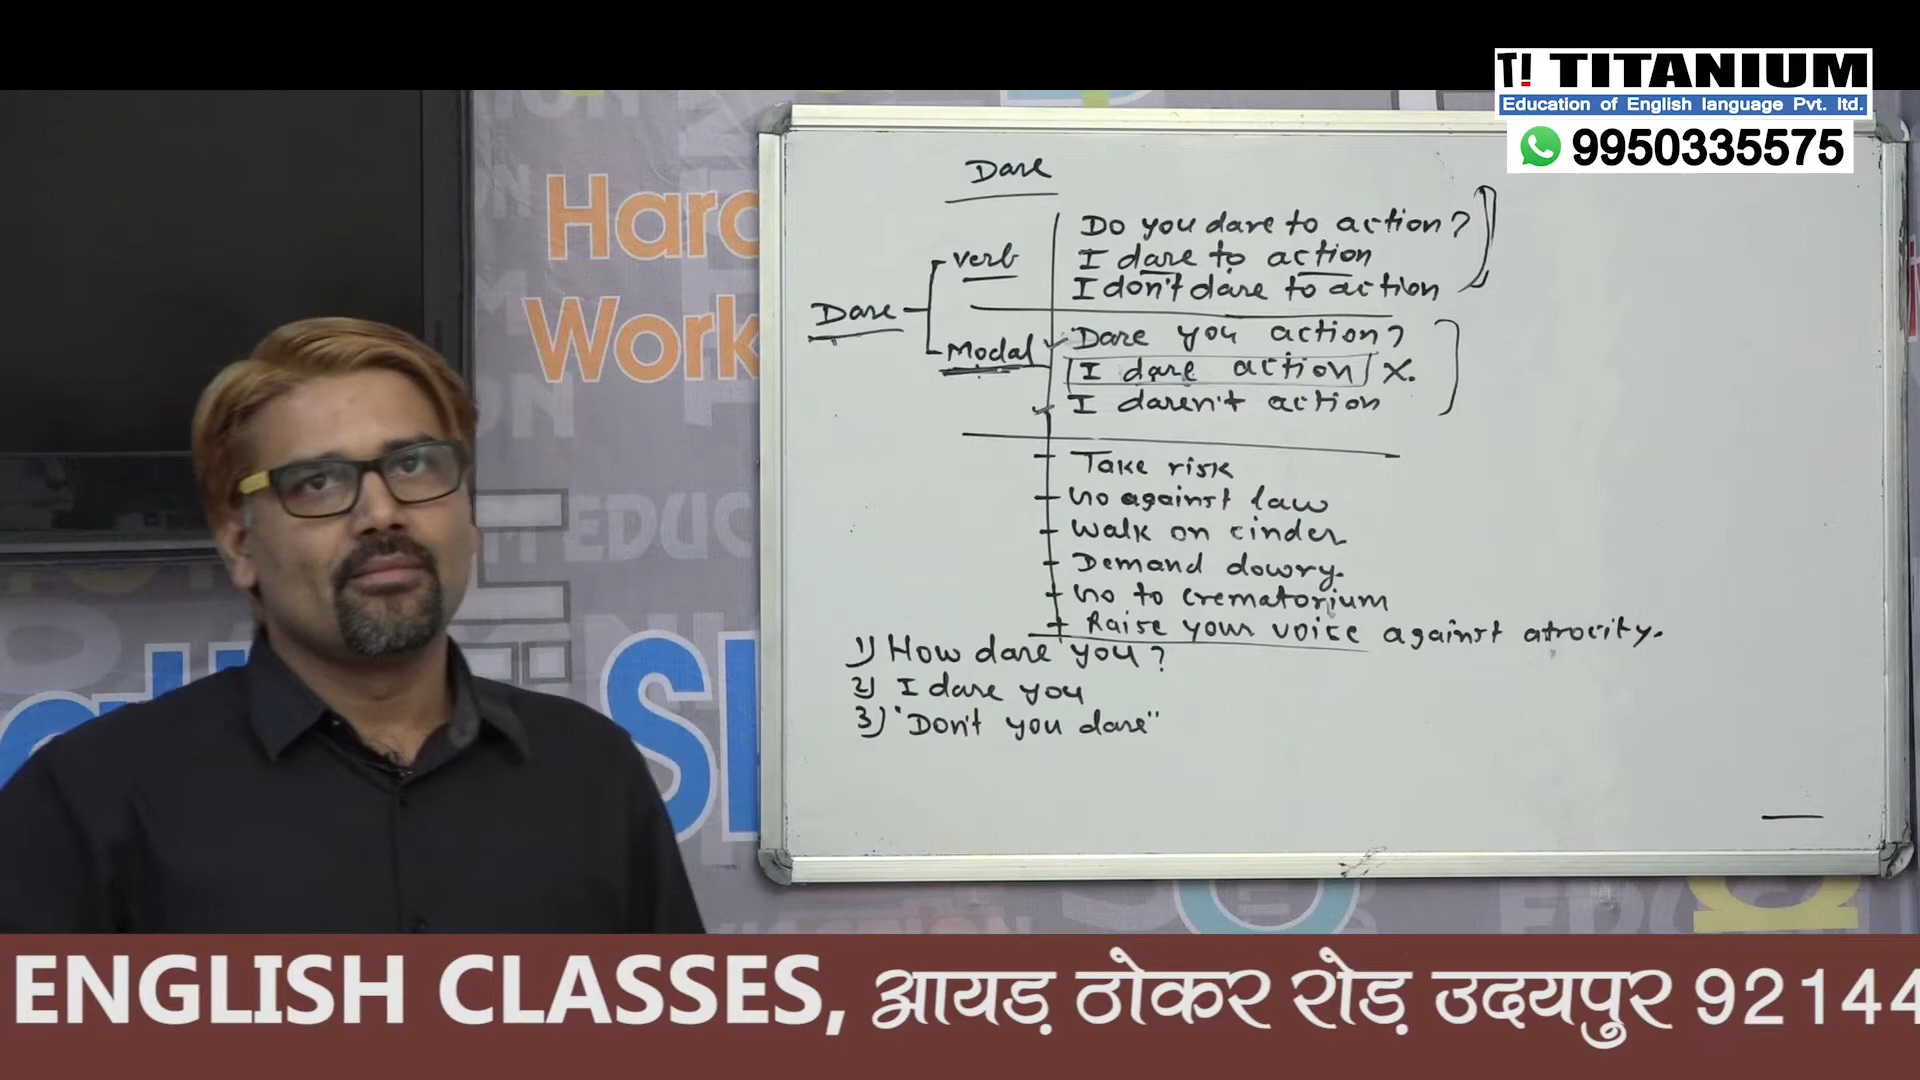 T! TITANIUM
Education of English language Pvt. ltd.
9950335575
Hard
Work
EDUC
Dare
Dare
verb
Modal
Do you dare to action?
I dare to action
I don't dare to action
Dare you action?
I dare action X.
I daren't action
Take risk
Go against law
Walk on cinder
Demand dowry.
Go to crematorium
Raise your voice against atrocity.
1) How dare you?
2) I dare you
3) "Don't you dare"
ENGLISH CLASSES, आयड़ ठोकर रोड़ उदयपुर 92144